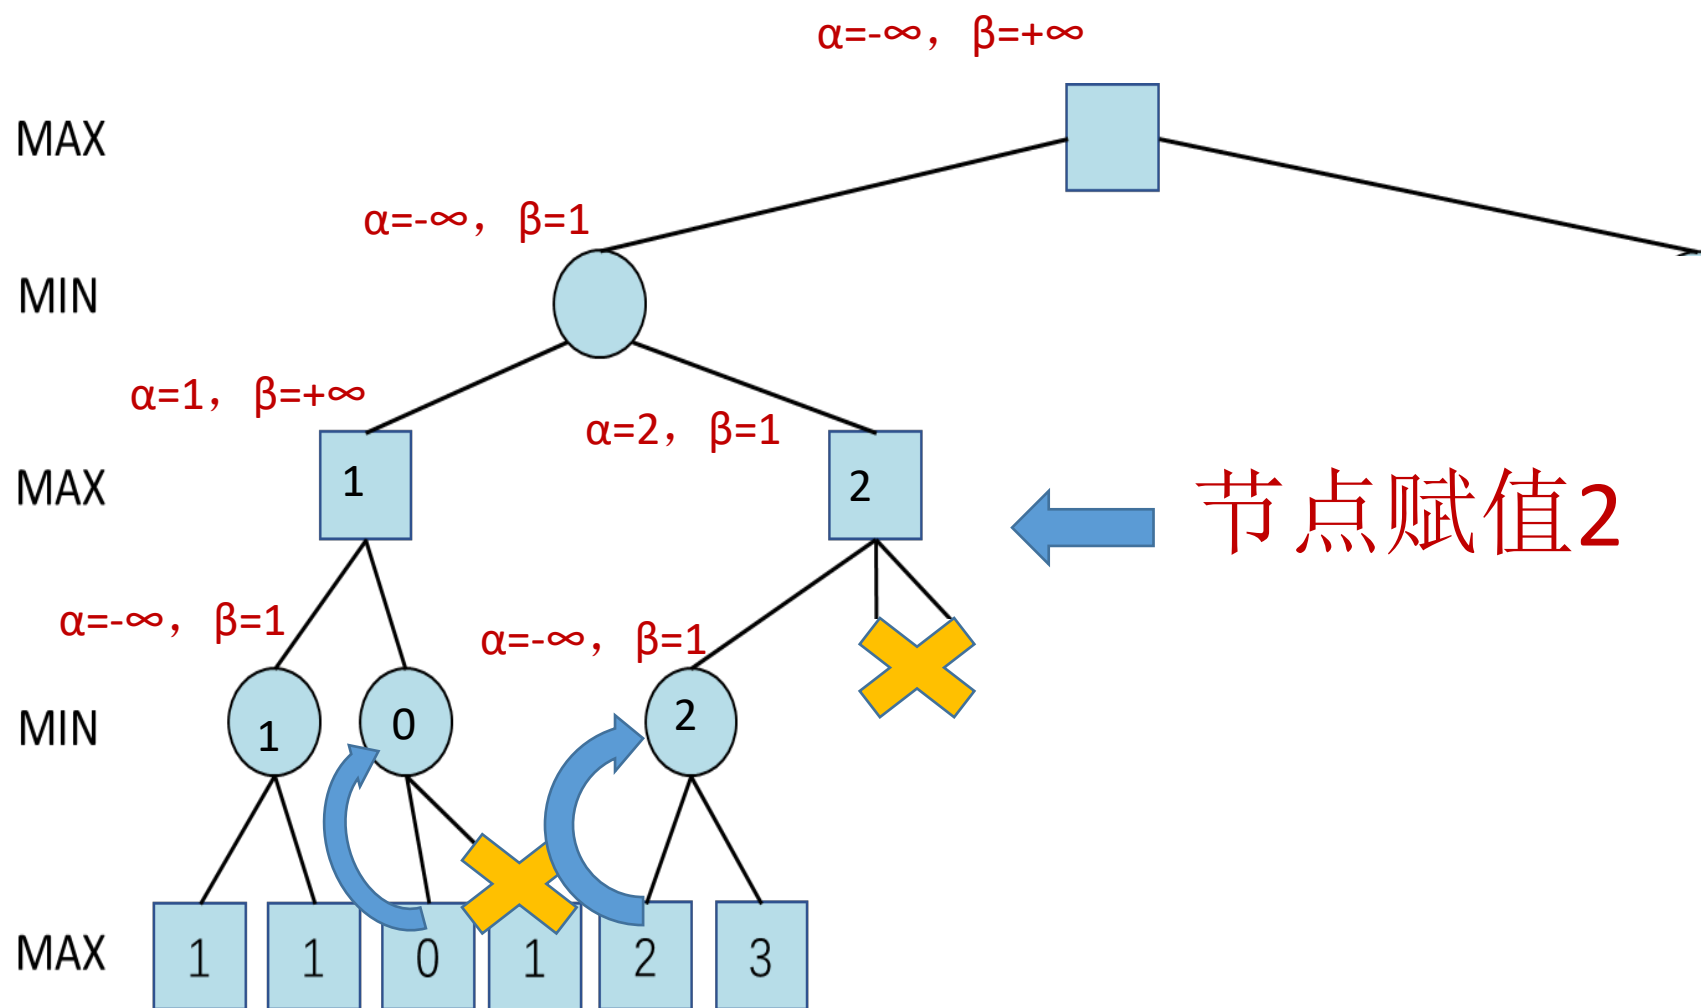 α=-∞，β=+∞
MAX
α=-∞，β=1
MIN
α=1，β=+∞
α=2，β=1
MAX
1
2
节点赋值2
α=-∞，β=1
α=-∞，β=1
MIN
1
0
2
MAX
1
1
0
1
2
3